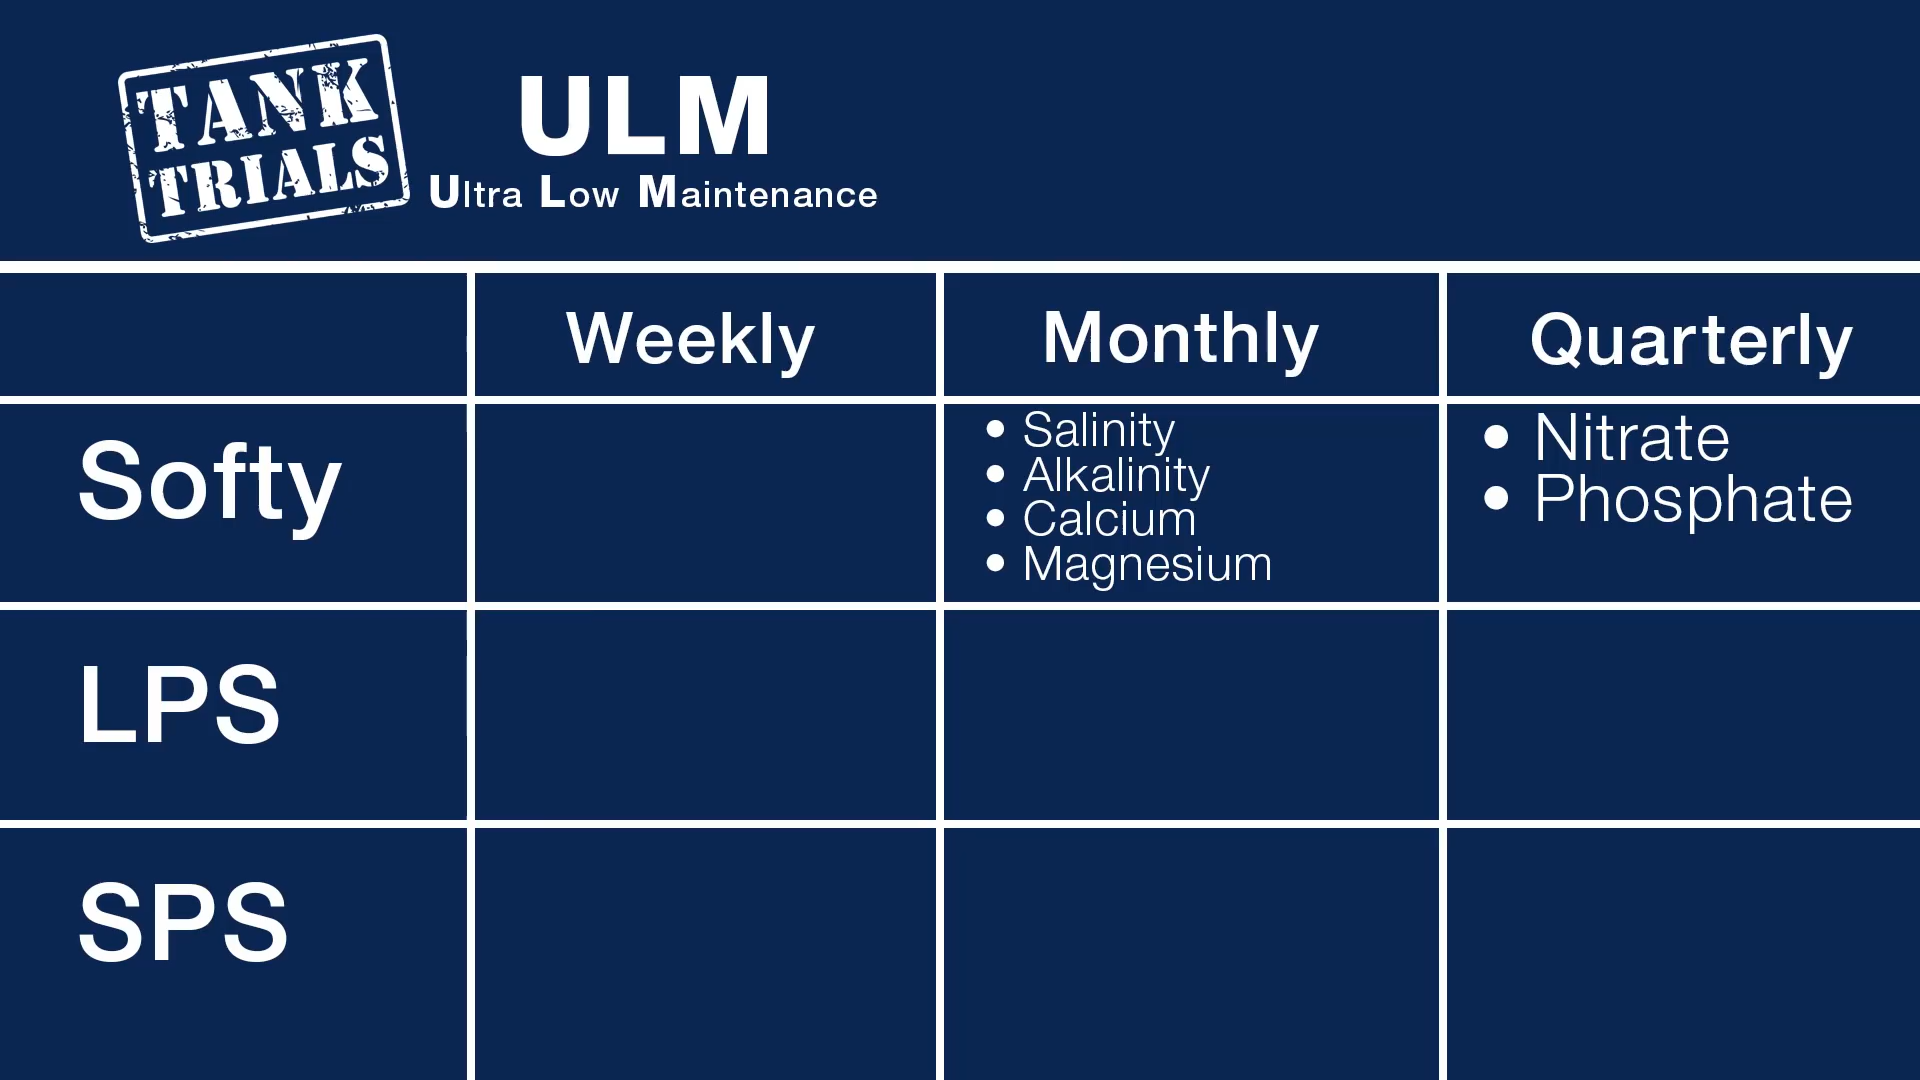 TANK
TRIALS
ULM
Ultra Low Maintenance
Weekly Monthly Quarterly
Softy
• Salinity
• Alkalinity
• Calcium
• Magnesium
• Nitrate
• Phosphate
LPS
SPS